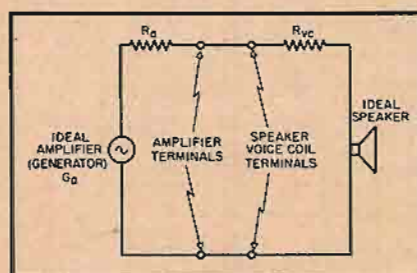 Ra
Rvc
IDEAL
SPEAKER
IDEAL
AMPLIFIER
(GENERATOR)
Ga
AMPLIFIER
TERMINALS
SPEAKER
VOICE COIL
TERMINALS